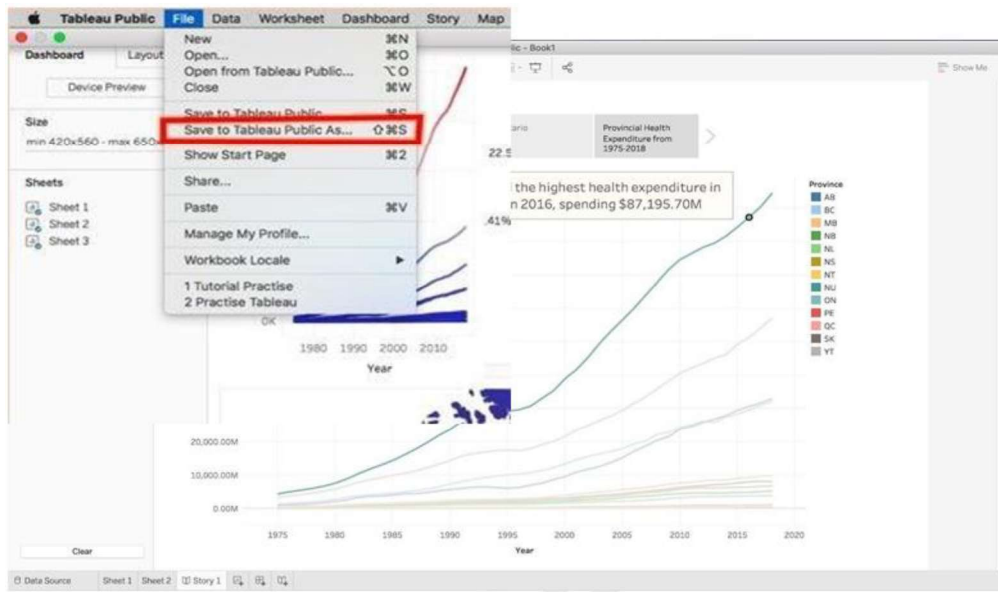 Tableau Public File Data Worksheet Dashboard Story Map
New ⌘N
Open... ⌘O
Open from Tableau Public... ⌥O
Close ⌘W
Save to Tableau Public ⌘S
Save to Tableau Public As... ⇧⌘S
Show Start Page ⌘2
Share...
Paste ⌘V
Manage My Profile...
Workbook Locale
1 Tutorial Practise
2 Practise Tableau
Dashboard Layout
Device Preview
Size
min 420x560 - max 650x
Sheets
Sheet 1
Sheet 2
Sheet 3
0K
1980 1990 2000 2010
Year
lic - Book1
Show Me
ario
Provincial Health
Expenditure from
1975-2018
22.5
.41%
the highest health expenditure in
n 2016, spending $87,195.70M
Province
AB
BC
MB
NB
NL
NS
NT
NU
ON
PE
QC
SK
YT
20,000.00M
10,000.00M
0.00M
1975 1980 1985 1990 1995 2000 2005 2010 2015 2020
Year
Clear
Data Source Sheet 1 Sheet 2 Story 1